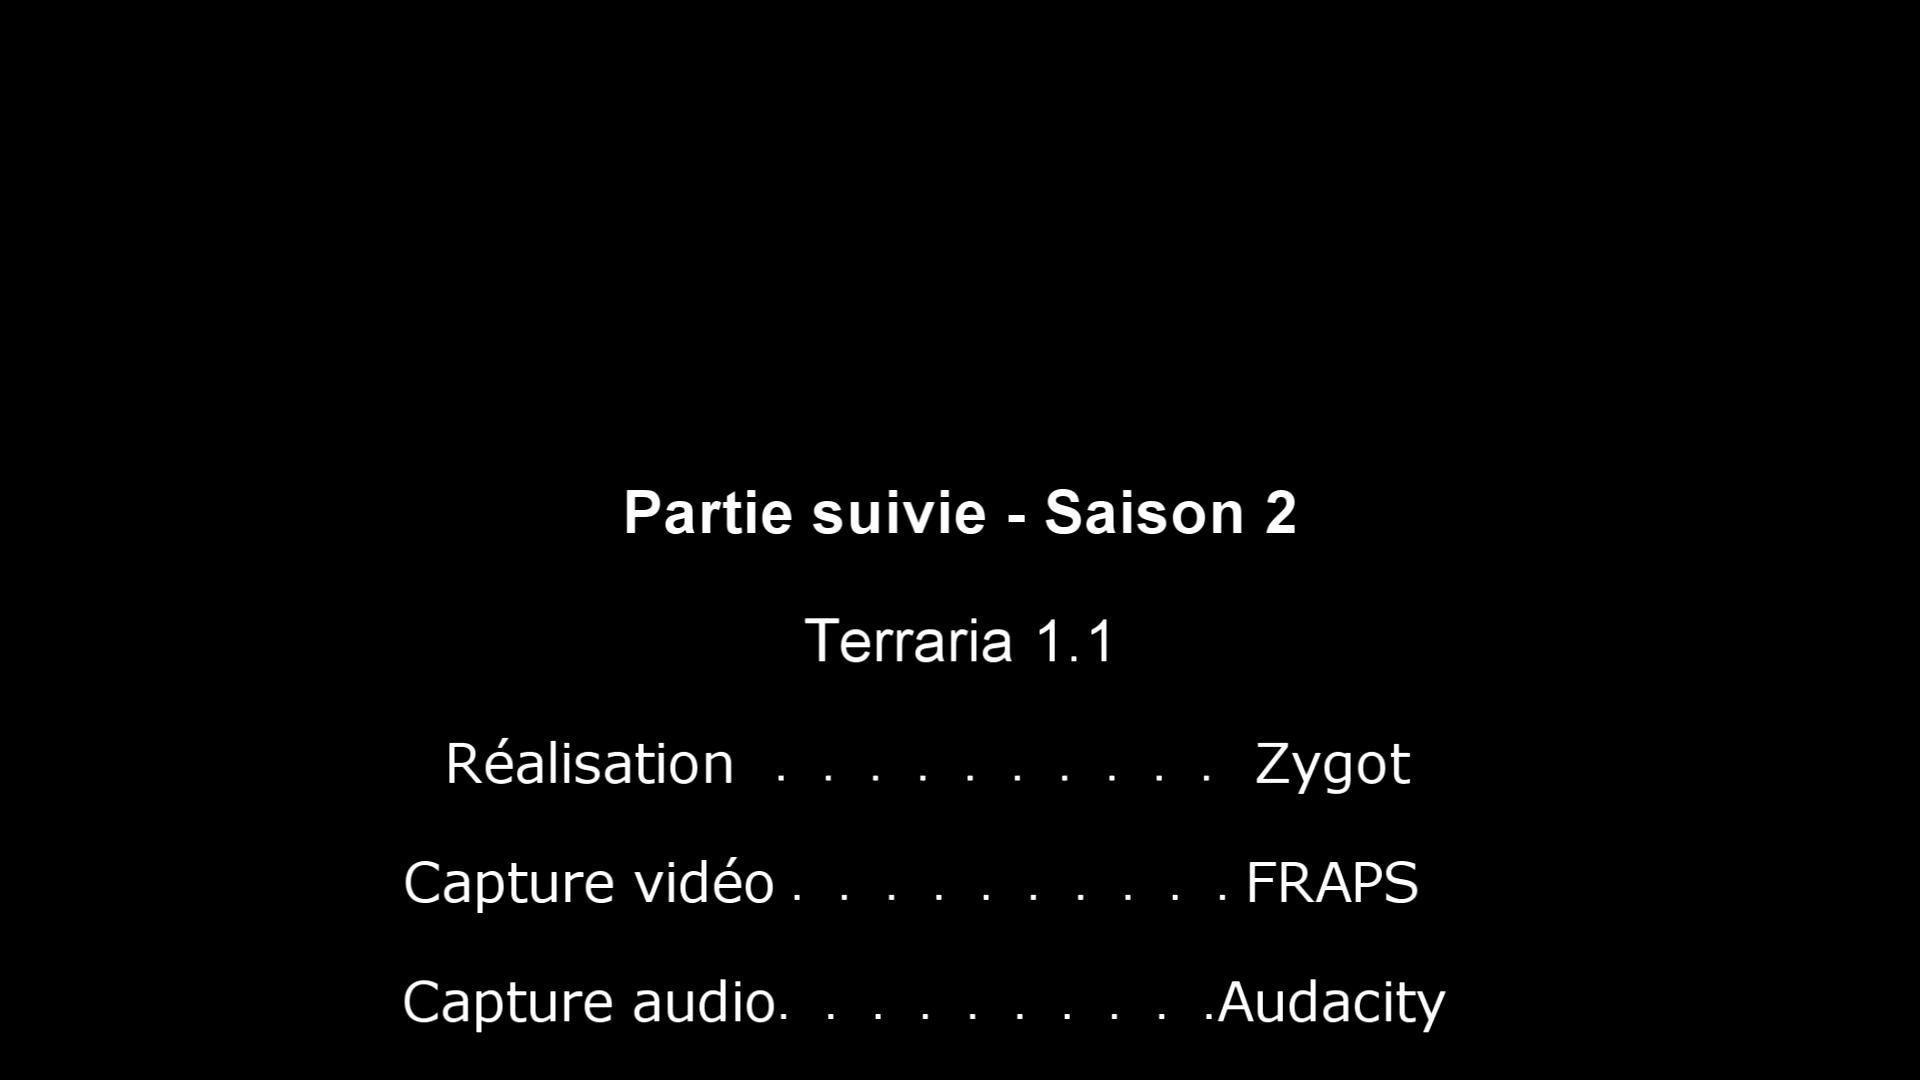 Partie suivie - Saison 2
Terraria 1.1
Réalisation . . . . . . . . . . Zygot
Capture vidéo . . . . . . . . . . FRAPS
Capture audio. . . . . . . . . .Audacity